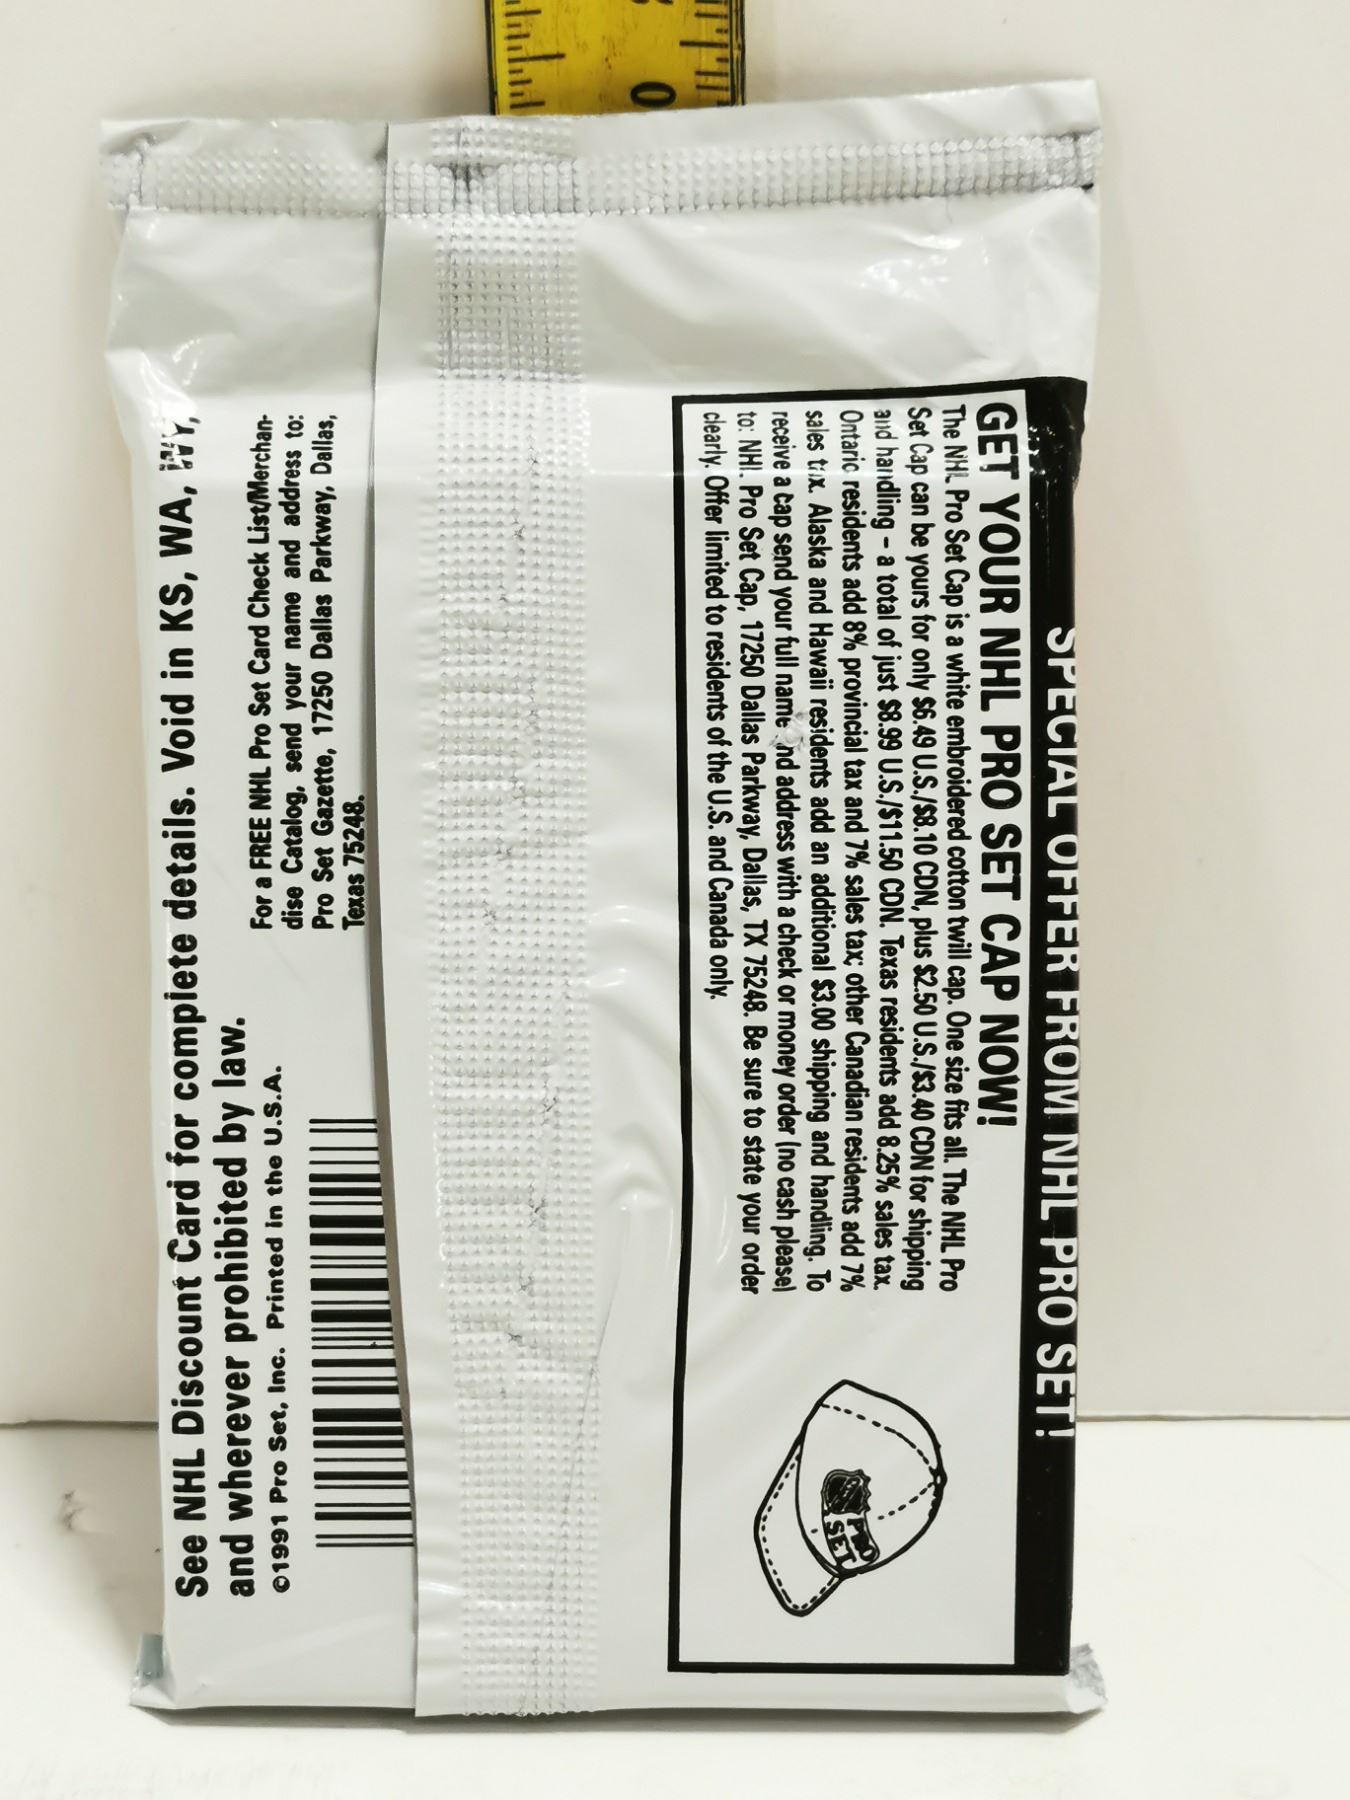 SPECIAL OFFER FROM NHL PRO SET!
GET YOUR NHL PRO SET CAP NOW!
The NHL Pro Set Cap is a white embroidered cotton twill cap. One size fits all. The NHL Pro
Set Cap can be yours for only $6.49 U.S./$8.10 CDN, plus $2.50 U.S./$3.40 CDN for shipping
and handling – a total of just $8.99 U.S./$11.50 CDN. Texas residents add 8.25% sales tax.
Ontario residents add 8% provincial tax and 7% sales tax; other Canadian residents add 7%
sales tax. Alaska and Hawaii residents add an additional $3.00 shipping and handling. To
receive a cap send your full name and address with a check or money order (no cash please)
to: NHL Pro Set Cap, 17250 Dallas Parkway, Dallas, TX 75248. Be sure to state your order
clearly. Offer limited to residents of the U.S. and Canada only.
PRO
SET
See NHL Discount Card for complete details. Void in KS, WA, WY,
and wherever prohibited by law.
©1991 Pro Set, Inc. Printed in the U.S.A.
For a FREE NHL Pro Set Card Check List/Merchan-
dise Catalog, send your name and address to:
Pro Set Gazette, 17250 Dallas Parkway, Dallas,
Texas 75248.
0